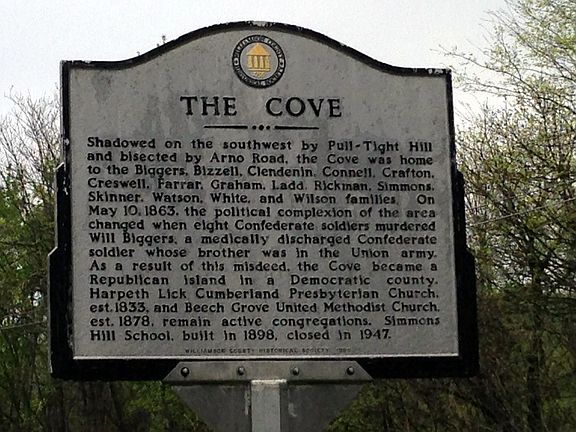 THE COVE
Shadowed on the southwest by Pull-Tight Hill
and bisected by Arno Road, the Cove was home
to the Biggers, Bizzell, Clendenin, Connell, Crafton,
Creswell, Farrar, Graham, Ladd, Rickman, Simmons,
Skinner, Watson, White, and Wilson families. On
May 10, 1863, the political complexion of the area
changed when eight Confederate soldiers murdered
Will Biggers, a medically discharged Confederate
soldier whose brother was in the Union army.
As a result of this misdeed, the Cove became a
Republican island in a Democratic county.
Harpeth Lick Cumberland Presbyterian Church,
est. 1833, and Beech Grove United Methodist Church,
est. 1878, remain active congregations. Simmons
Hill School, built in 1898, closed in 1947.
WILLIAMSON COUNTY HISTORICAL SOCIETY